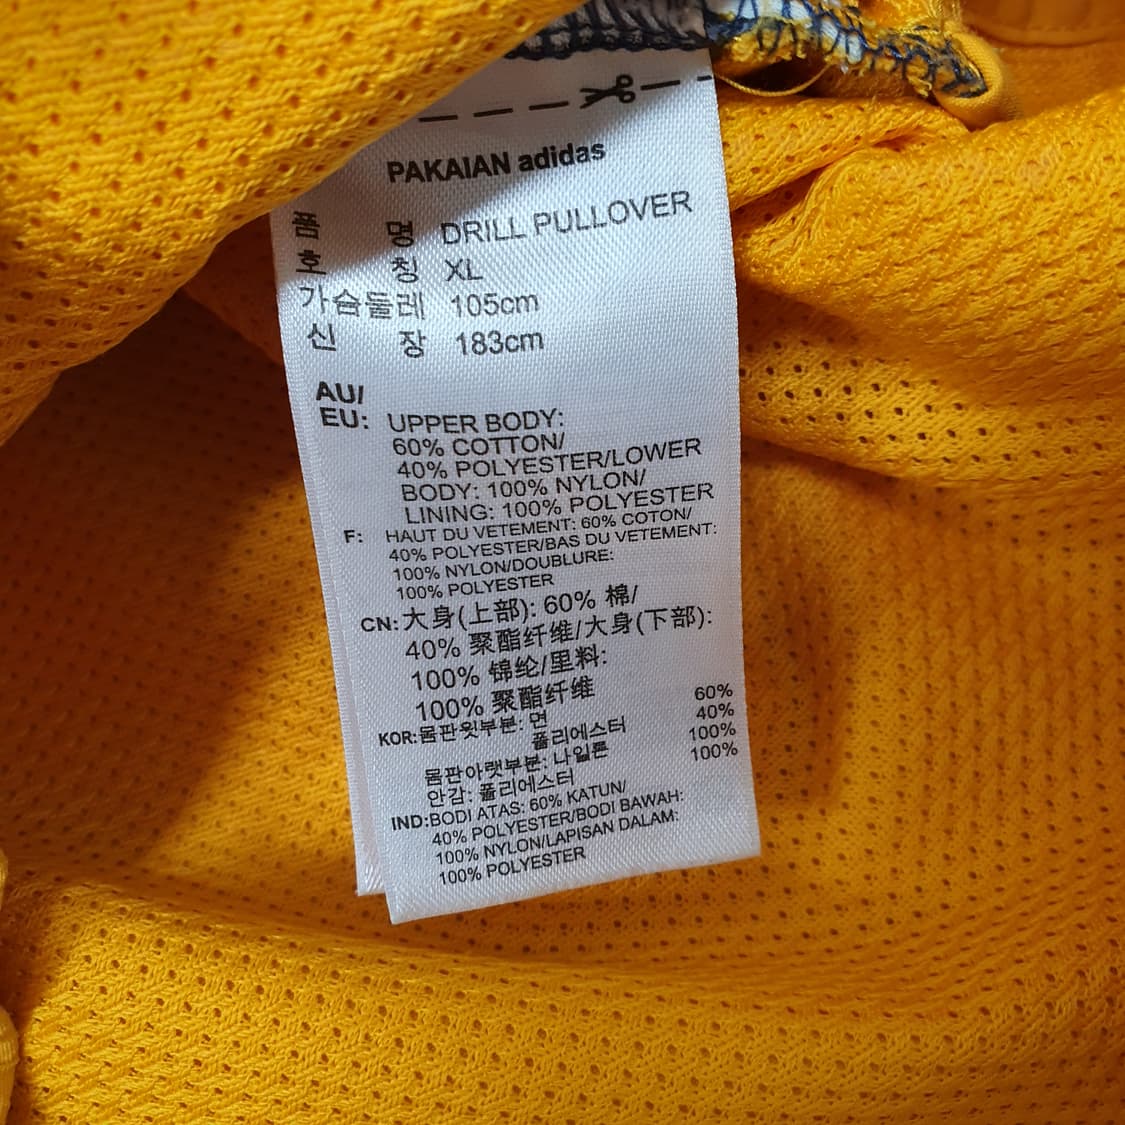 PAKAIAN adidas
품 명 DRILL PULLOVER
호 칭 XL
가슴둘레 105cm
신 장 183cm
AU/
EU: UPPER BODY:
60% COTTON/
40% POLYESTER/LOWER
BODY: 100% NYLON/
LINING: 100% POLYESTER
F: HAUT DU VETEMENT: 60% COTON/
40% POLYESTER/BAS DU VETEMENT:
100% NYLON/DOUBLURE:
100% POLYESTER
CN: 大身(上部): 60% 棉/
40% 聚酯纤维/大身(下部):
100% 锦纶/里料:
100% 聚酯纤维
KOR: 몸판윗부분: 면 60%
폴리에스터 40%
몸판아랫부분: 나일론 100%
안감: 폴리에스터 100%
IND: BODI ATAS: 60% KATUN/
40% POLYESTER/BODI BAWAH:
100% NYLON/LAPISAN DALAM:
100% POLYESTER